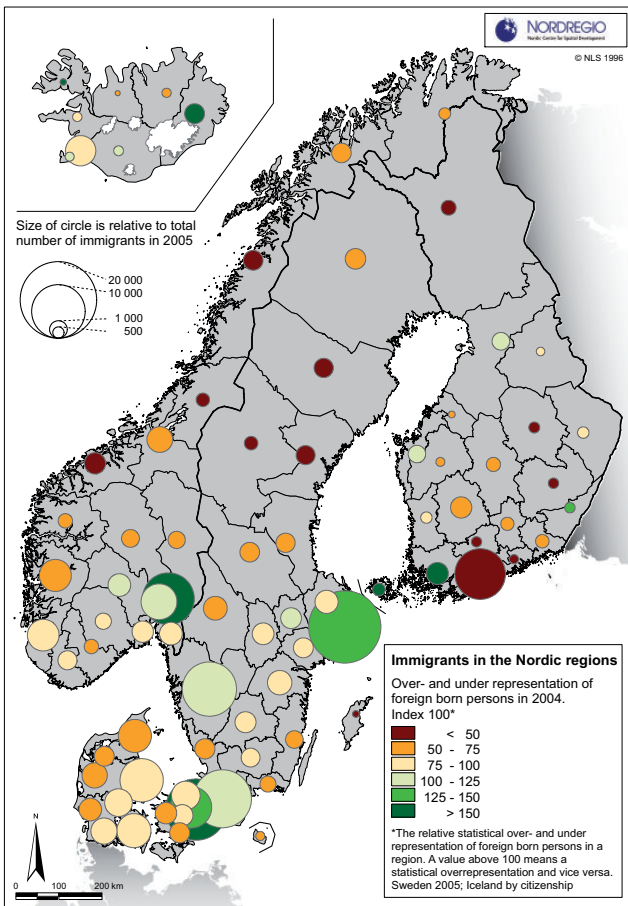 NORDREGIO
Nordic Centre for Spatial Development
© NLS 1996
Size of circle is relative to total
number of immigrants in 2005
20 000
10 000
1 000
500
Immigrants in the Nordic regions
Over- and under representation of
foreign born persons in 2004.
Index 100*
< 50
50 - 75
75 - 100
100 - 125
125 - 150
> 150
*The relative statistical over- and under
representation of foreign born persons in a
region. A value above 100 means a
statistical overrepresentation and vice versa.
Sweden 2005; Iceland by citizenship
N
0 100 200 km